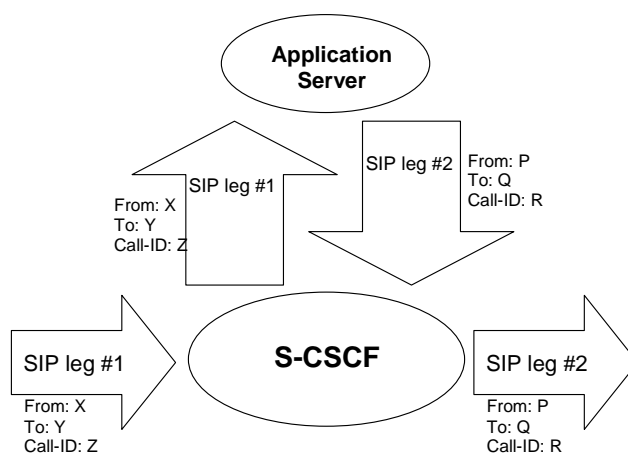 Application
Server
SIP leg #1
From: X
To: Y
Call-ID: Z
SIP leg #2
From: P
To: Q
Call-ID: R
SIP leg #1
From: X
To: Y
Call-ID: Z
S-CSCF
SIP leg #2
From: P
To: Q
Call-ID: R